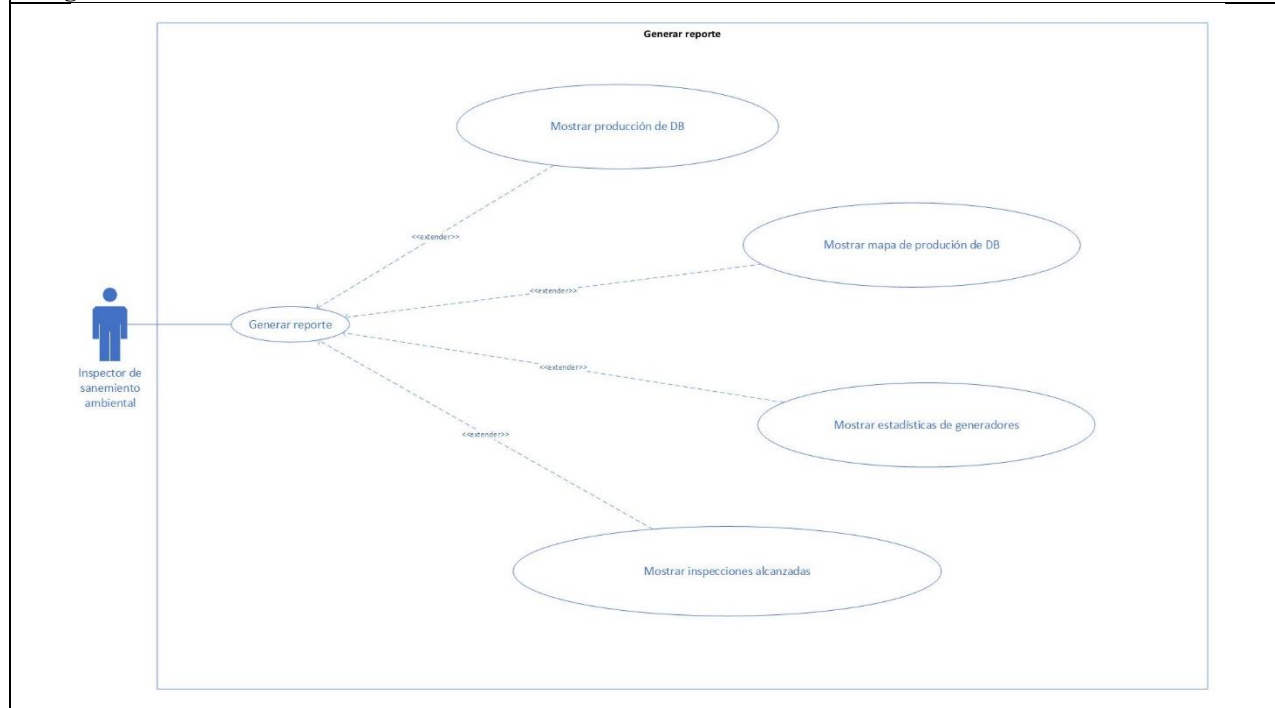 Generar reporte
Mostrar producción de DB
Mostrar mapa de produción de DB
<<extender>>
<<extender>>
Generar reporte
<<extender>>
Inspector de
sanemiento
ambiental
Mostrar estadísticas de generadores
<<extender>>
Mostrar inspecciones alcanzadas